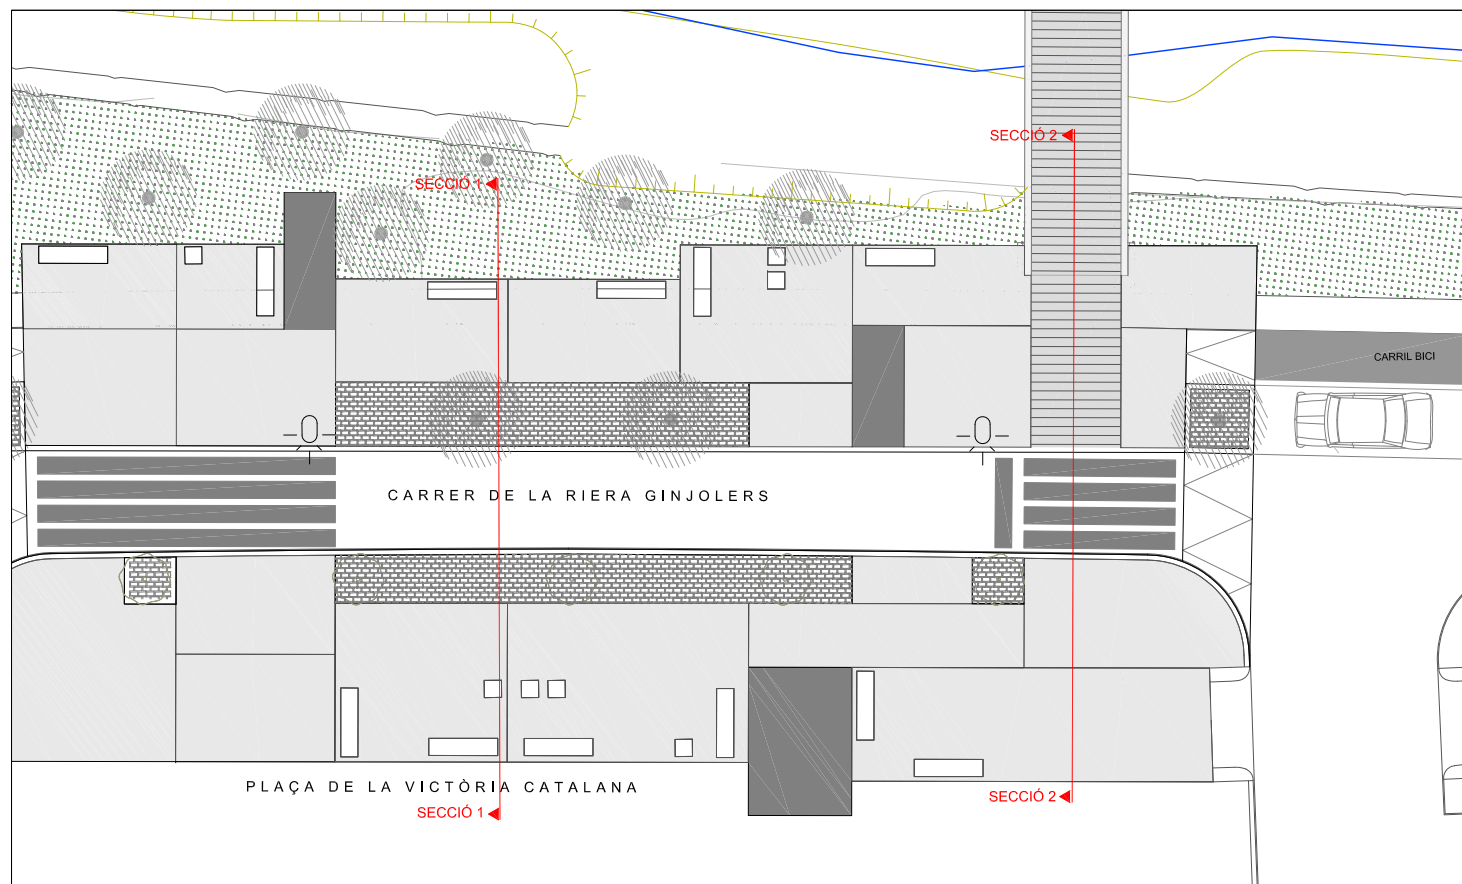 SECCIÓ 2
SECCIÓ 1
CARRIL BICI
CARRER DE LA RIERA GINJOLERS
PLAÇA DE LA VICTÒRIA CATALANA
SECCIÓ 2
SECCIÓ 1